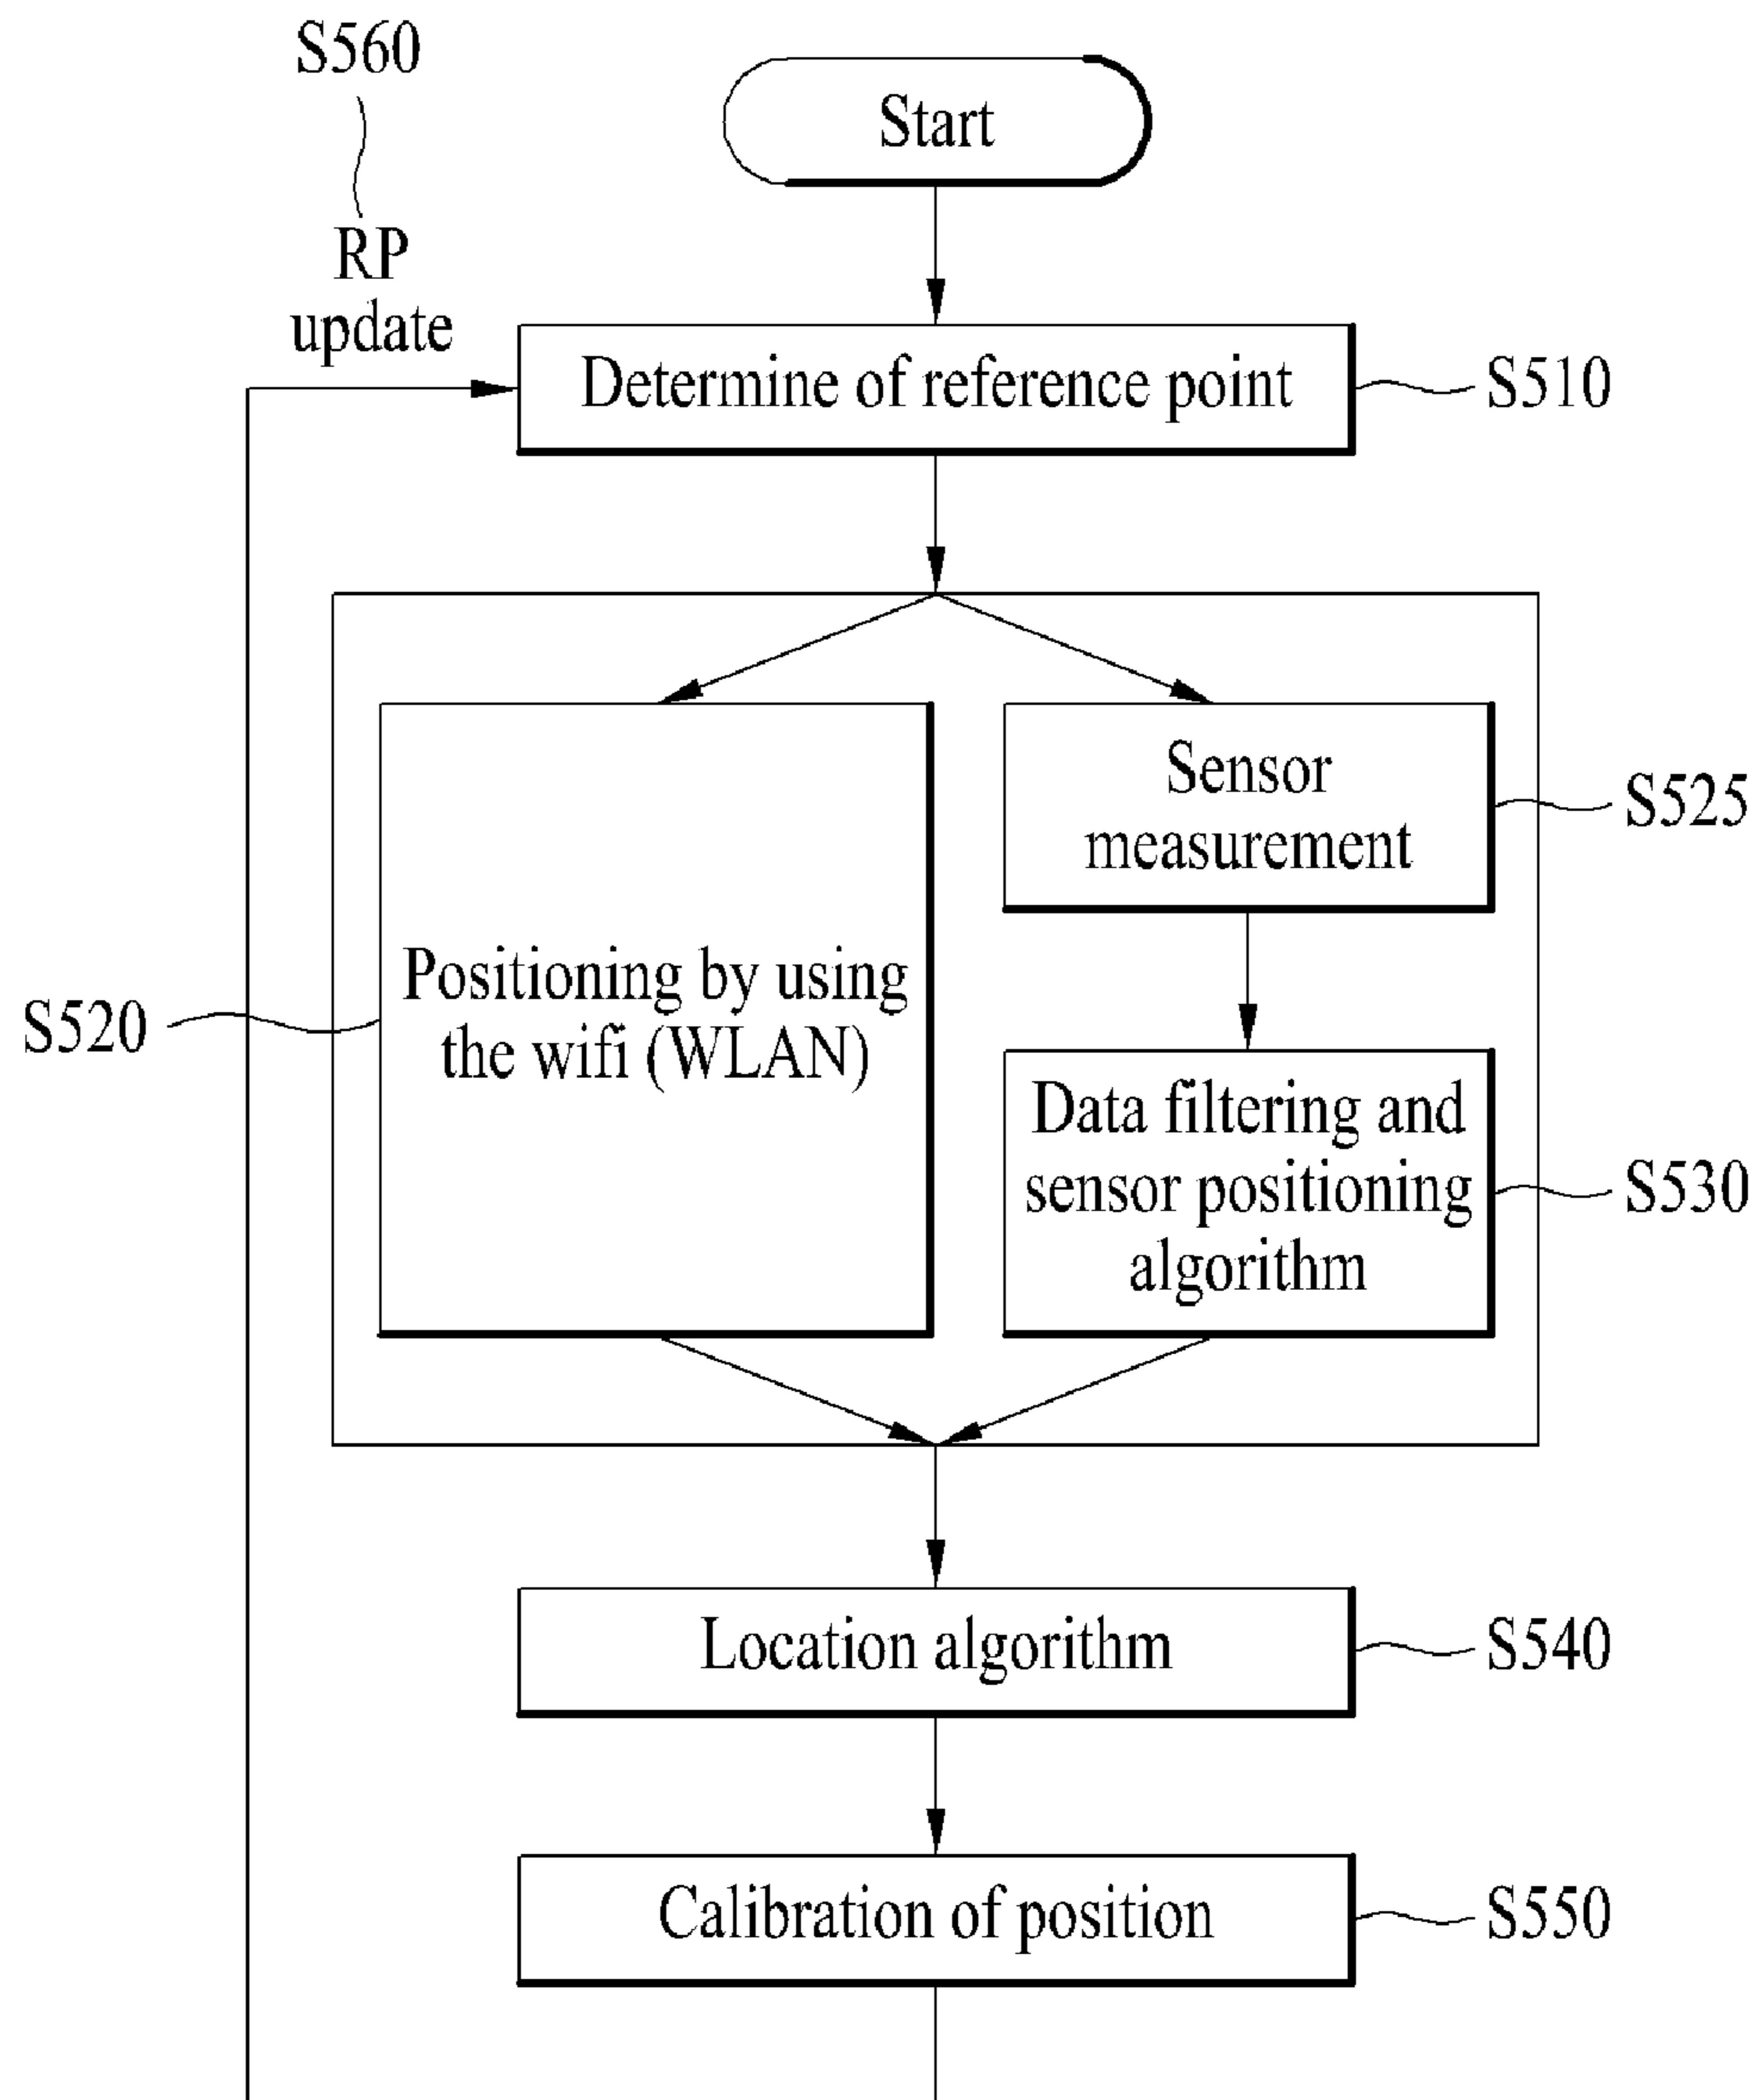 S560
Start
RP
update
Determine of reference point
S510
Sensor
measurement
S525
Positioning by using
the wifi (WLAN)
S520
Data filtering and
sensor positioning
algorithm
S530
Location algorithm
S540
Calibration of position
S550